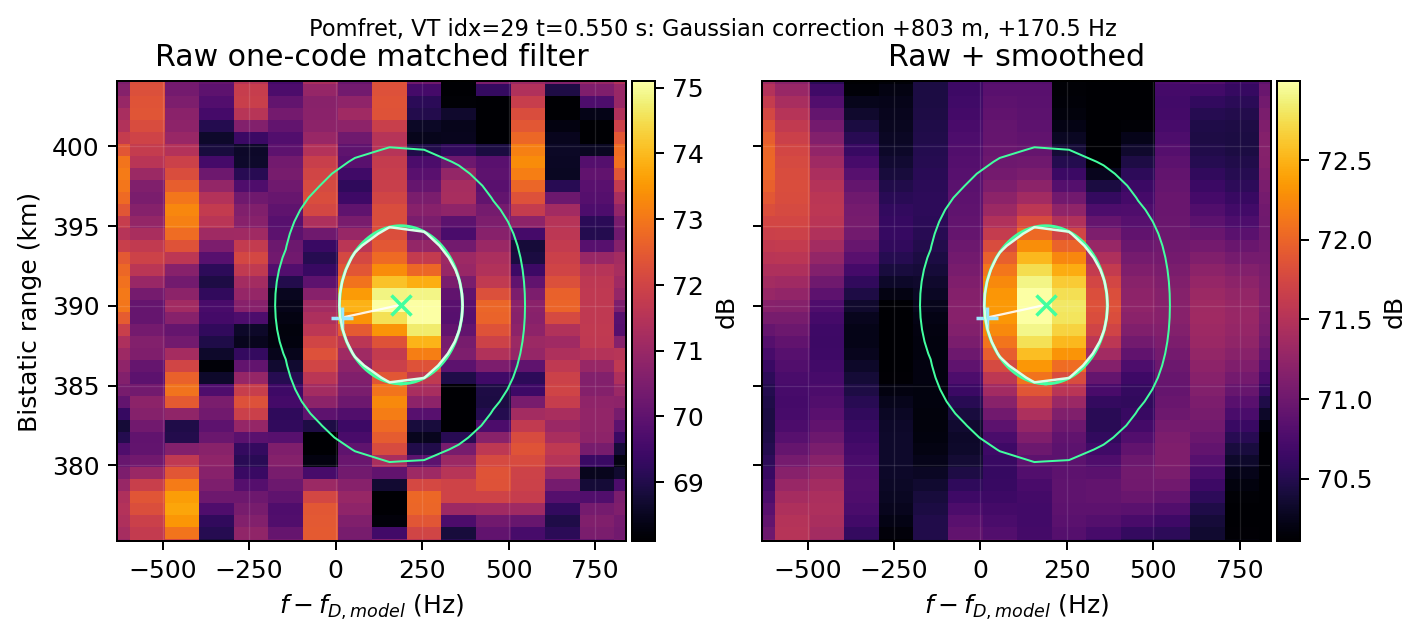 Pomfret, VT idx=29 t=0.550 s: Gaussian correction +803 m, +170.5 Hz
Raw one-code matched filter
Raw + smoothed
Bistatic range (km)
400
395
390
385
380
−500 −250 0 250 500 750
f − f_{D, model} (Hz)
75
74
73
72
71
70
69
dB
−500 −250 0 250 500 750
f − f_{D, model} (Hz)
72.5
72.0
71.5
71.0
70.5
dB